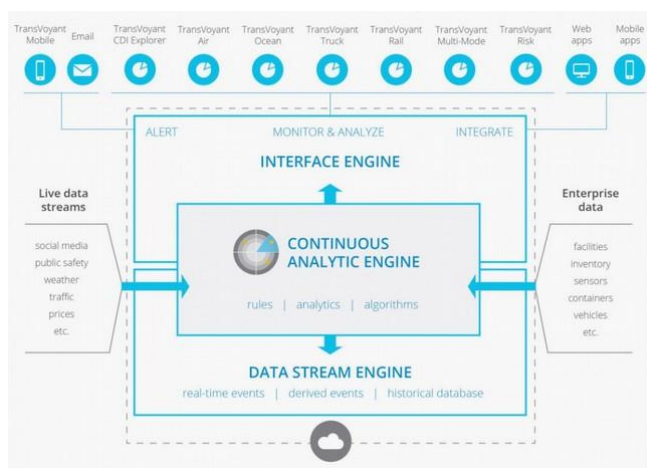 TransVoyant Mobile
Email
TransVoyant CDI Explorer
TransVoyant Air
TransVoyant Ocean
TransVoyant Truck
TransVoyant Rail
TransVoyant Multi-Mode
TransVoyant Risk
Web apps
Mobile apps
ALERT
MONITOR & ANALYZE
INTEGRATE
INTERFACE ENGINE
Live data
streams
social media
public safety
weather
traffic
prices
etc.
CONTINUOUS
ANALYTIC ENGINE
rules | analytics | algorithms
Enterprise
data
facilities
inventory
sensors
containers
vehicles
etc.
DATA STREAM ENGINE
real-time events | derived events | historical database